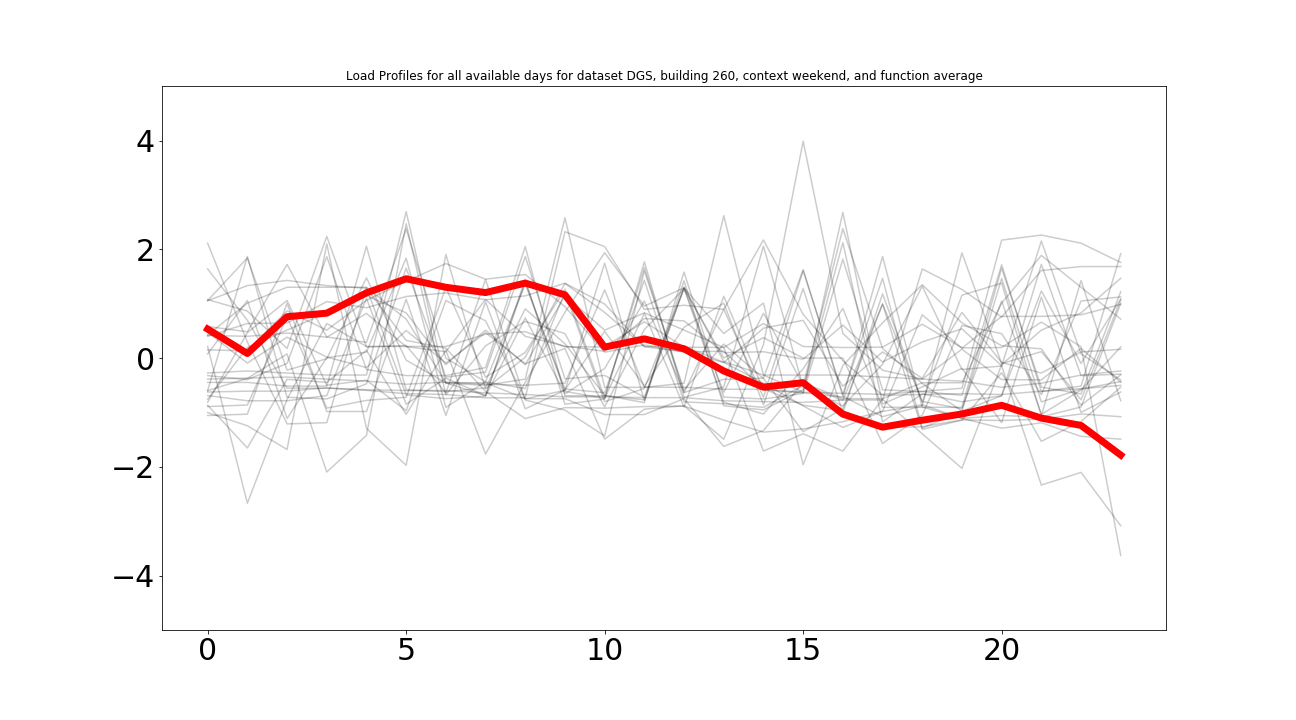 Load Profiles for all available days for dataset DGS, building 260, context weekend, and function average
4
2
0
−2
−4
0 5 10 15 20